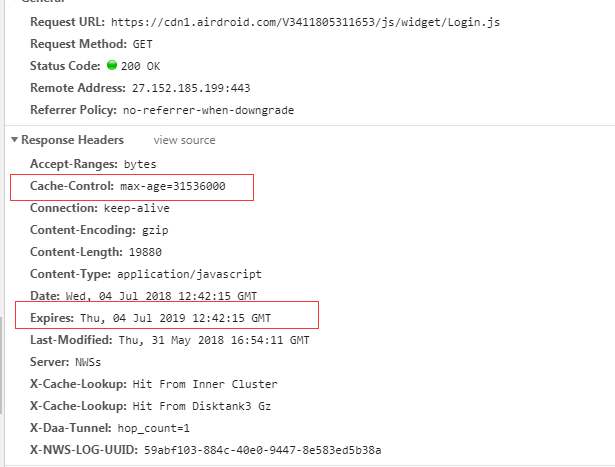 General
Request URL: https://cdn1.airdroid.com/V3411805311653/js/widget/Login.js
Request Method: GET
Status Code: 200 OK
Remote Address: 27.152.185.199:443
Referrer Policy: no-referrer-when-downgrade
Response Headers view source
Accept-Ranges: bytes
Cache-Control: max-age=31536000
Connection: keep-alive
Content-Encoding: gzip
Content-Length: 19880
Content-Type: application/javascript
Date: Wed, 04 Jul 2018 12:42:15 GMT
Expires: Thu, 04 Jul 2019 12:42:15 GMT
Last-Modified: Thu, 31 May 2018 16:54:11 GMT
Server: NWSs
X-Cache-Lookup: Hit From Inner Cluster
X-Cache-Lookup: Hit From Disktank3 Gz
X-Daa-Tunnel: hop_count=1
X-NWS-LOG-UUID: 59abf103-884c-40e0-9447-8e583ed5b38a